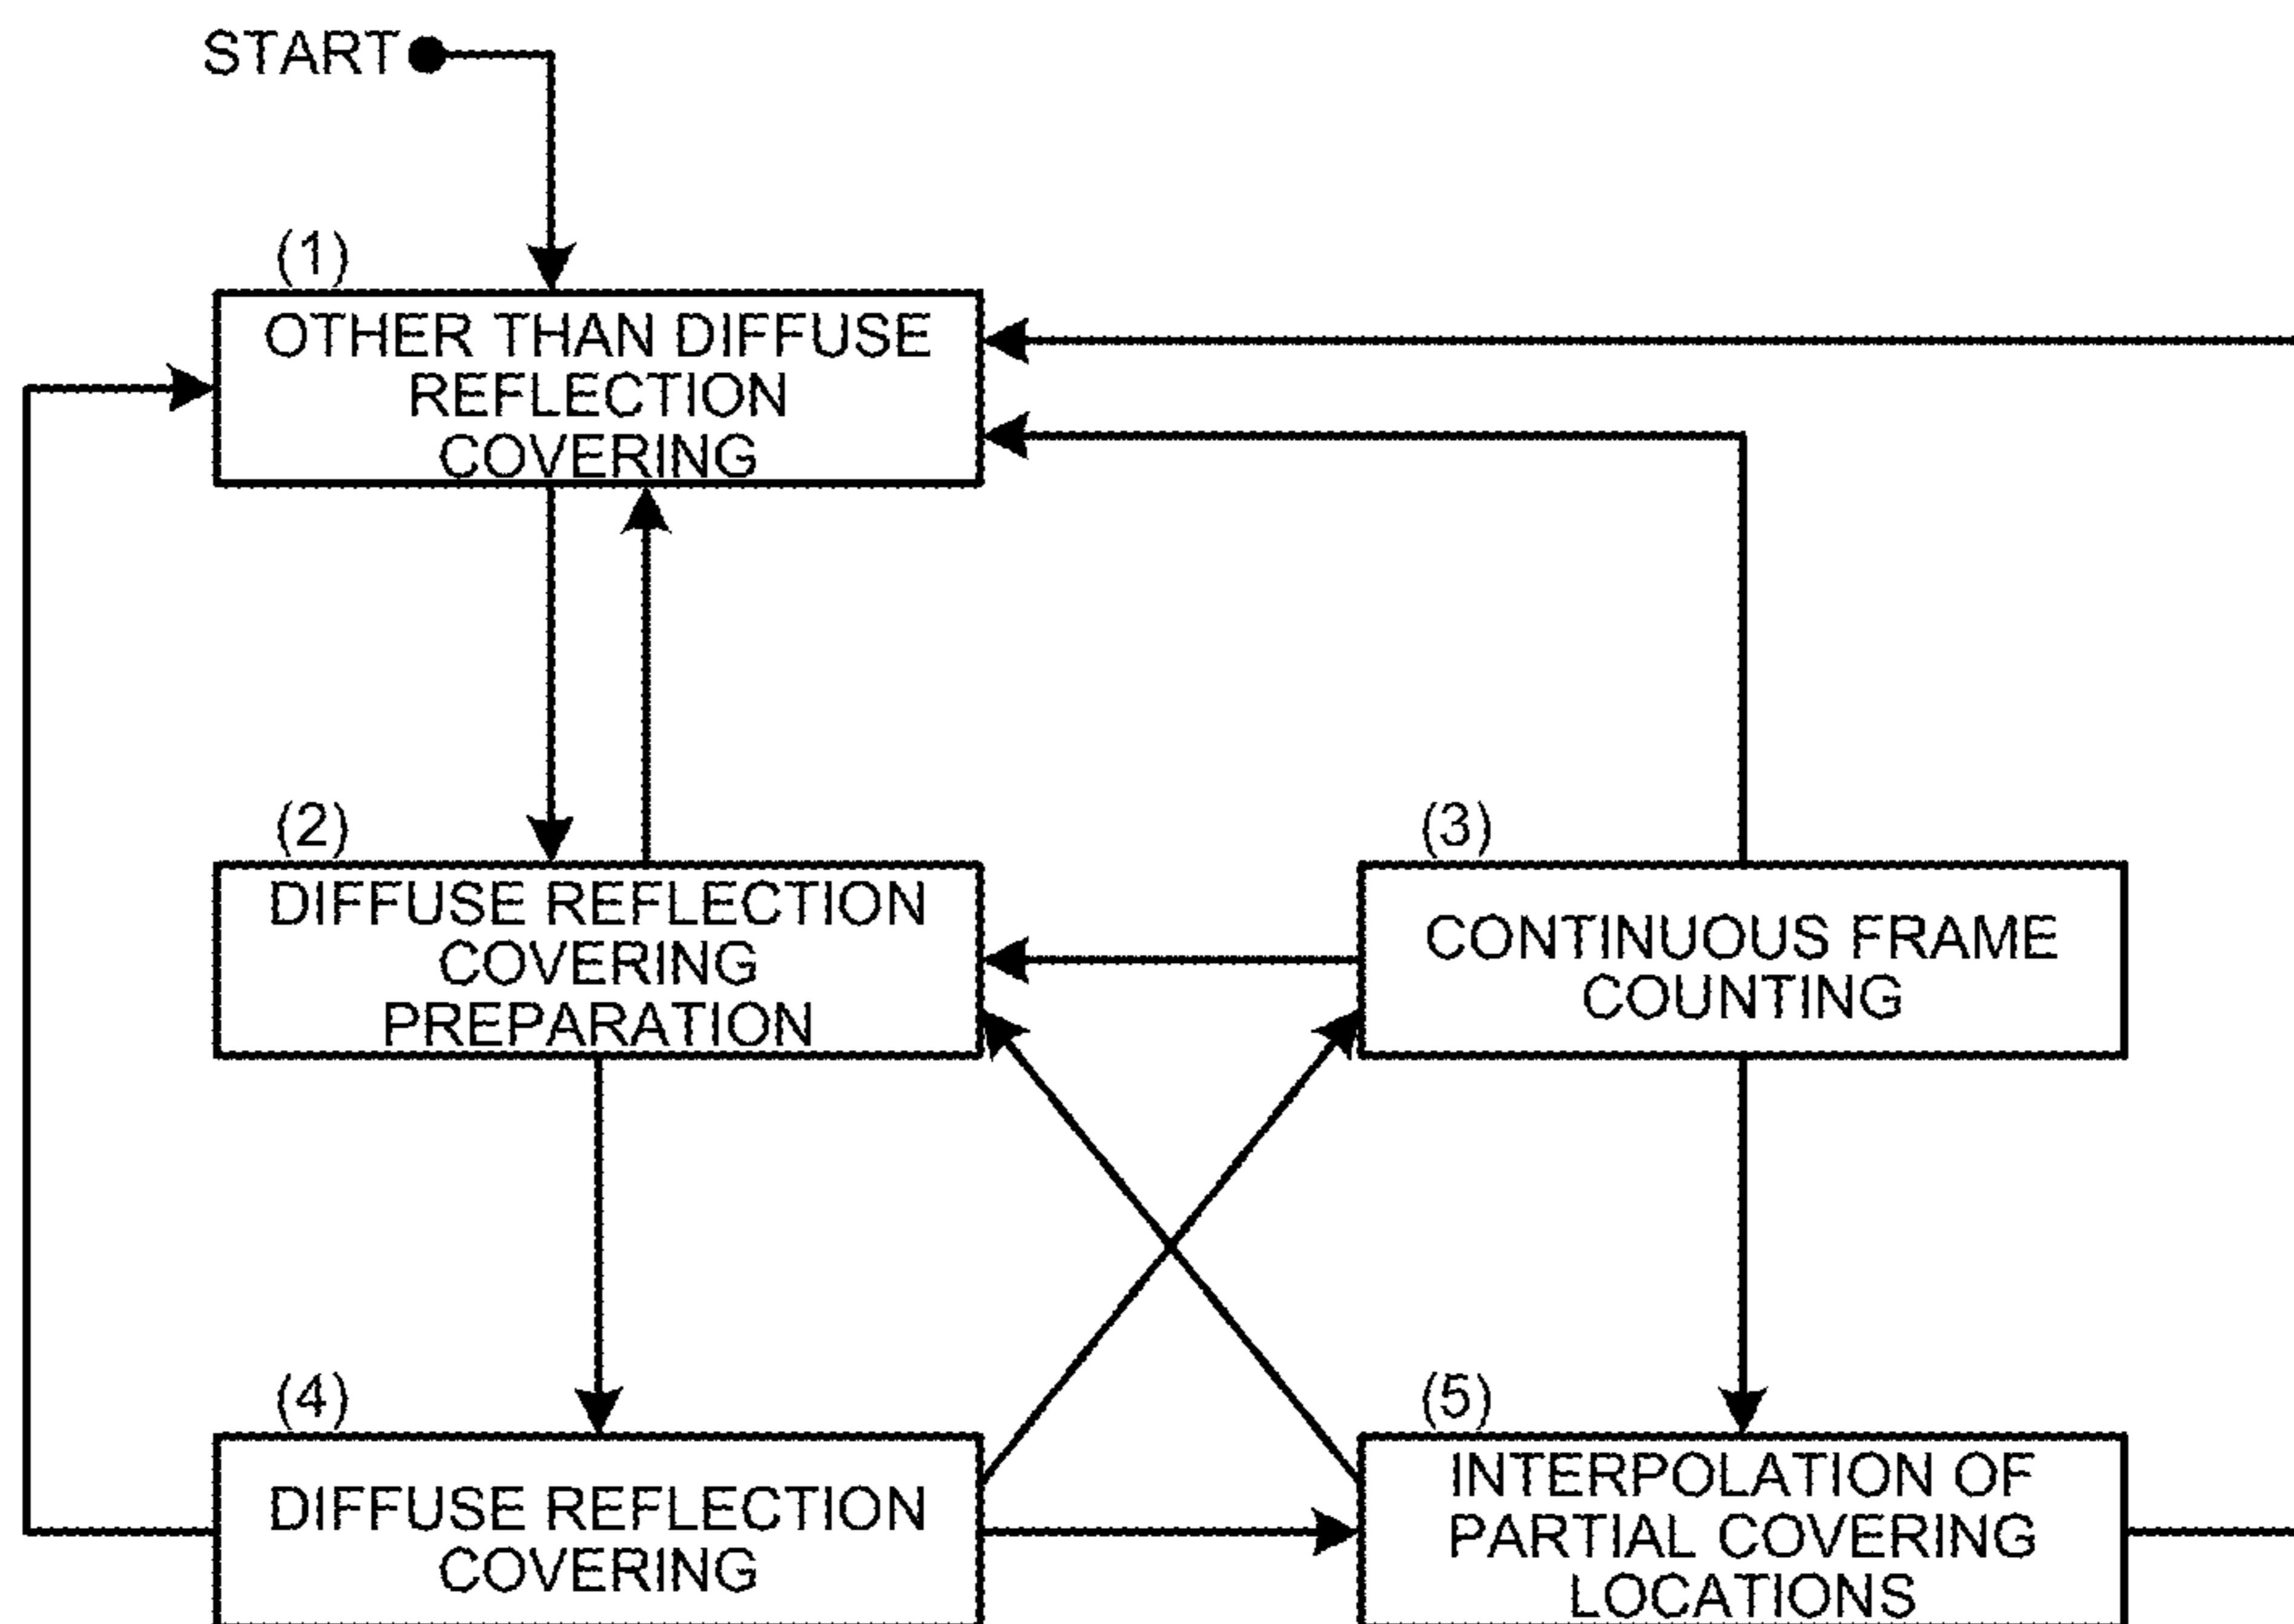 START
(1)
OTHER THAN DIFFUSE
REFLECTION
COVERING
(2)
DIFFUSE REFLECTION
COVERING
PREPARATION
(3)
CONTINUOUS FRAME
COUNTING
(4)
DIFFUSE REFLECTION
COVERING
(5)
INTERPOLATION OF
PARTIAL COVERING
LOCATIONS